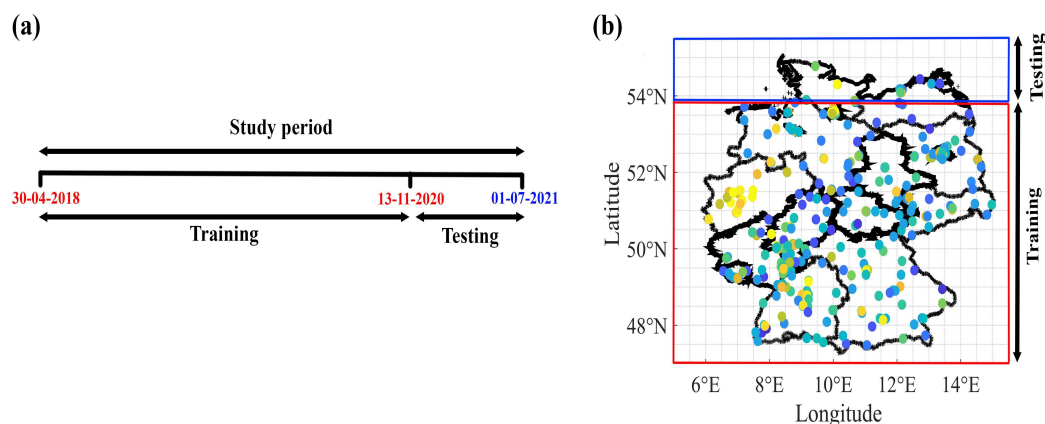 (a)
Study period
30-04-2018
13-11-2020
01-07-2021
Training
Testing
(b)
Testing
Training
Latitude
54°N
52°N
50°N
48°N
6°E 8°E 10°E 12°E 14°E
Longitude